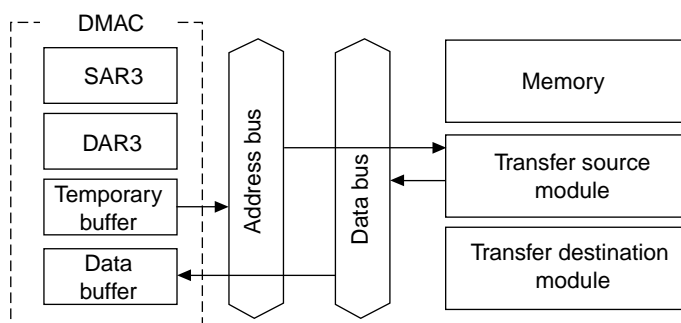 DMAC
SAR3
DAR3
Temporary
buffer
Data
buffer
Address bus
Data bus
Memory
Transfer source
module
Transfer destination
module